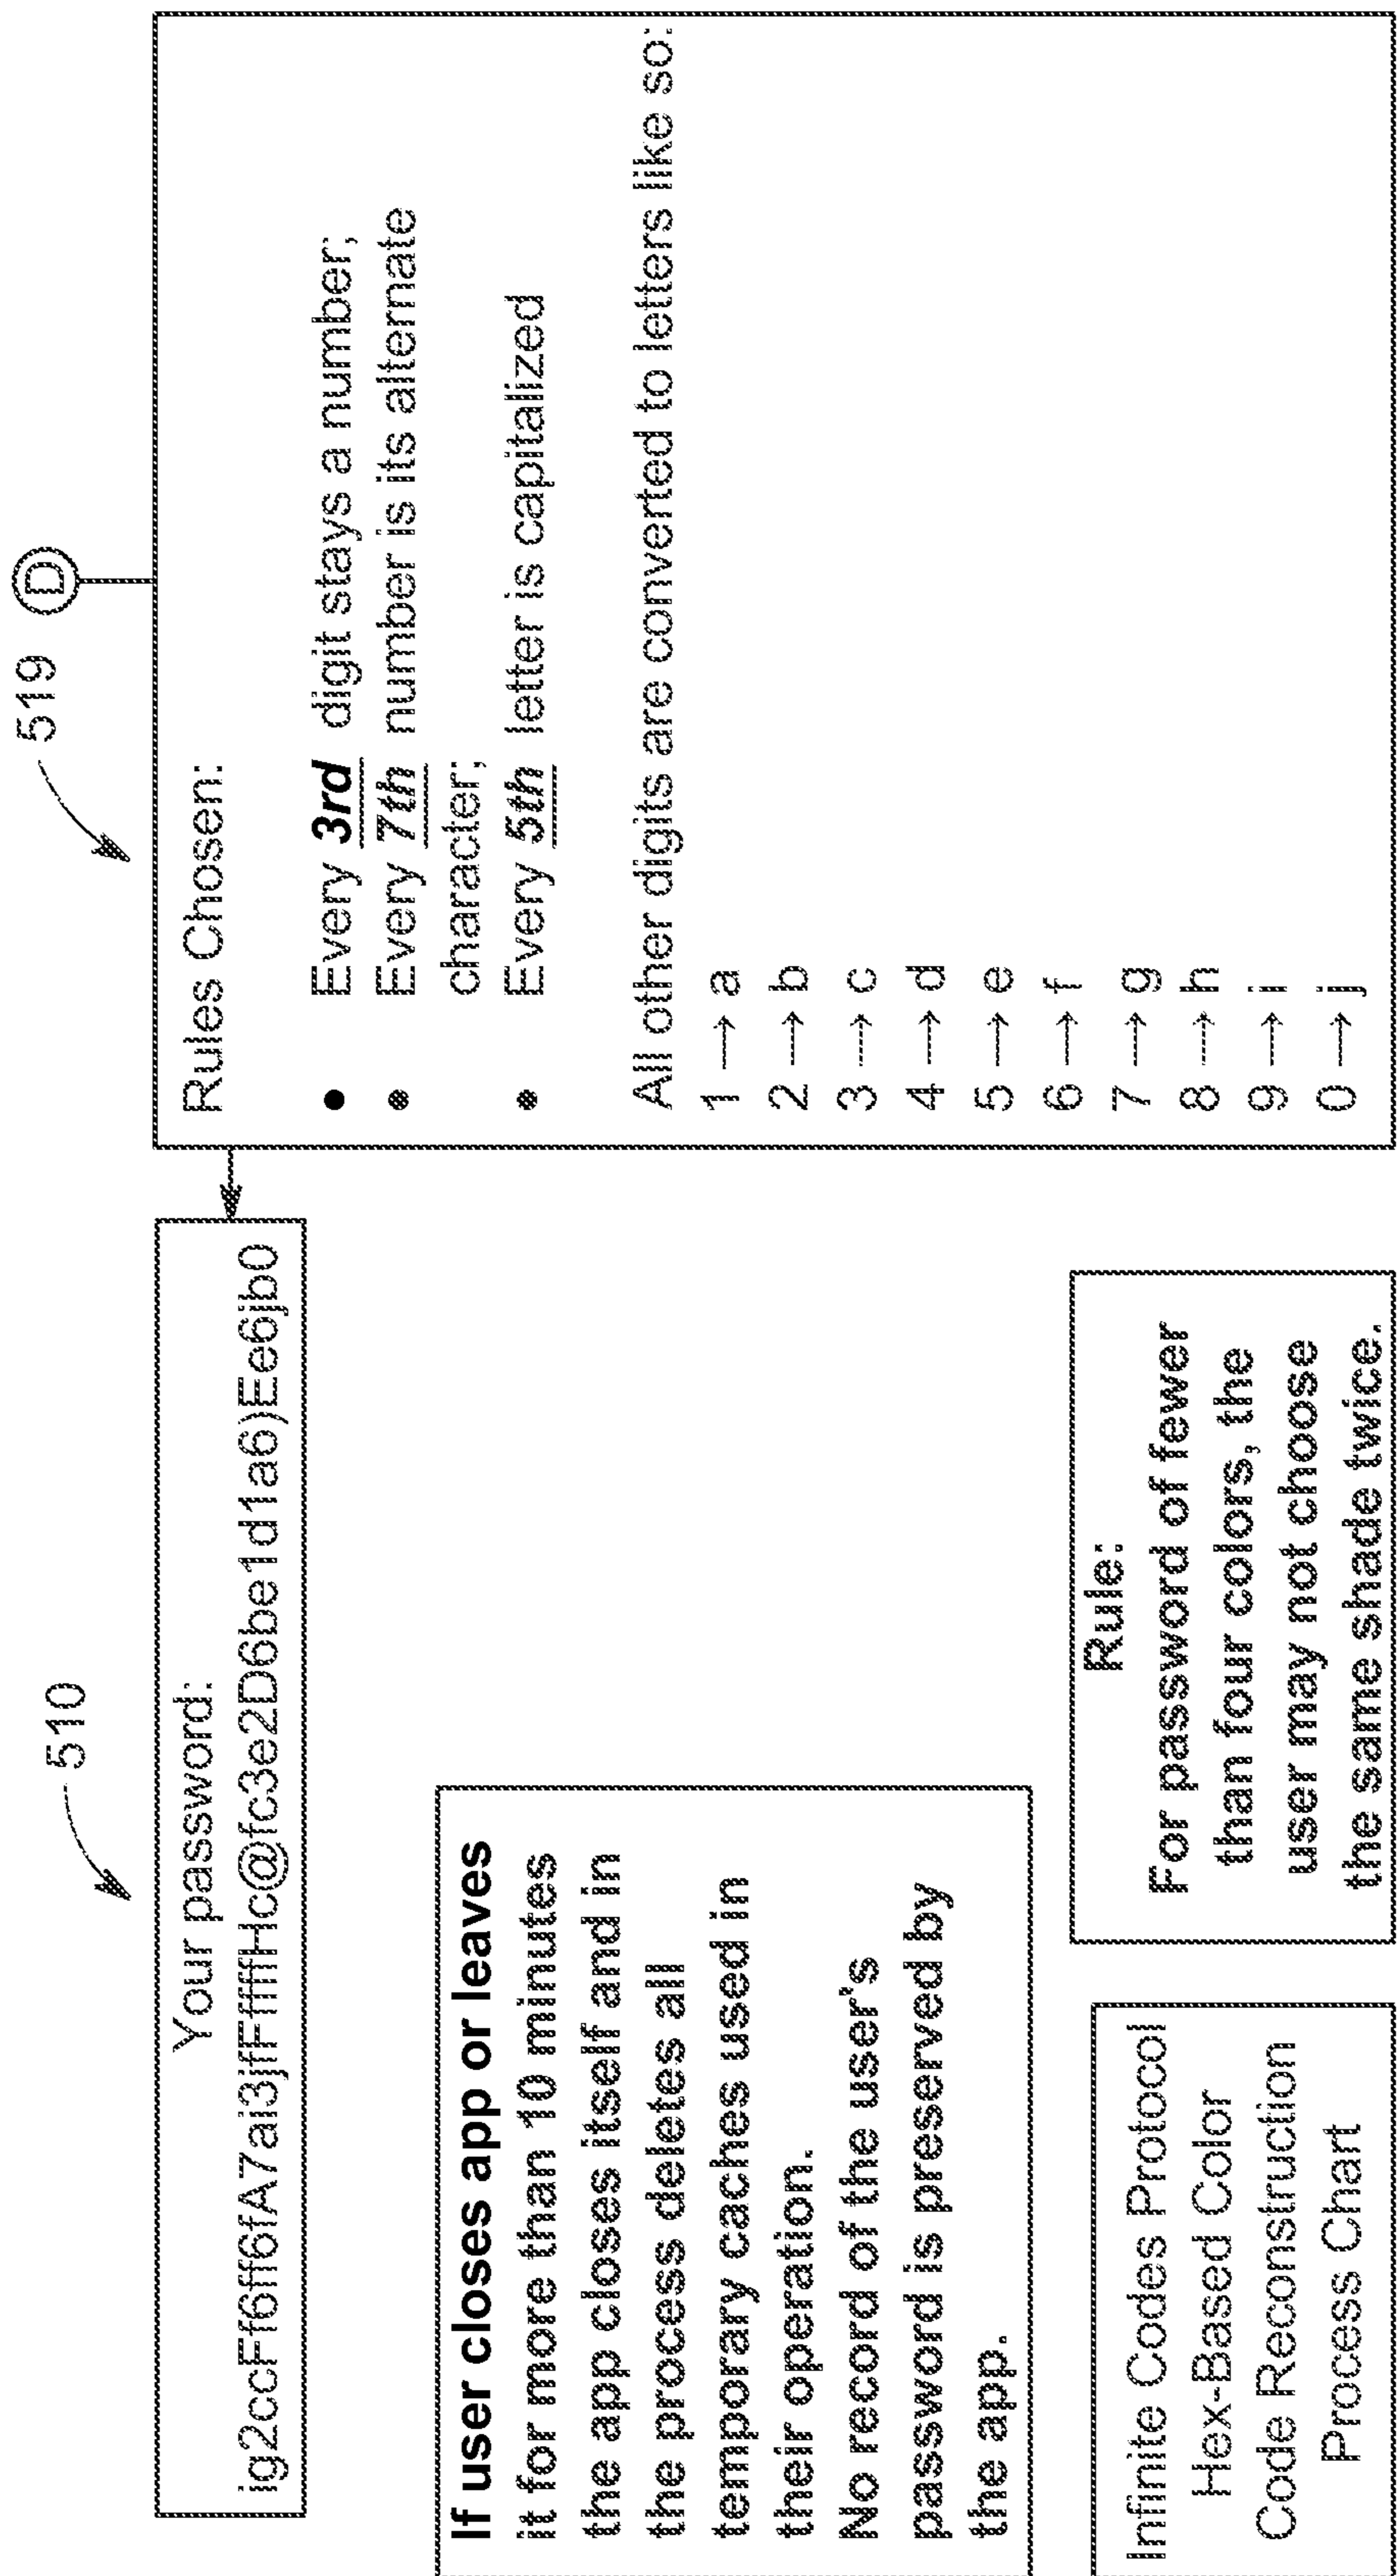 519 D
Rules Chosen:
● Every 3rd digit stays a number;
● Every 7th number is its alternate
character;
● Every 5th letter is capitalized
All other digits are converted to letters like so:
1 → a
2 → b
3 → c
4 → d
5 → e
6 → f
7 → g
8 → h
9 → i
0 → j
510
Your password:
ig2ccFf6ff6fA7ai3jfFffffHc@fc3e2D6be1d1a6)Ee6jb0
If user closes app or leaves
it for more than 10 minutes
the app closes itself and in
the process deletes all
temporary caches used in
their operation.
No record of the user's
password is preserved by
the app.
Rule:
For password of fewer
than four colors, the
user may not choose
the same shade twice.
Infinite Codes Protocol
Hex-Based Color
Code Reconstruction
Process Chart